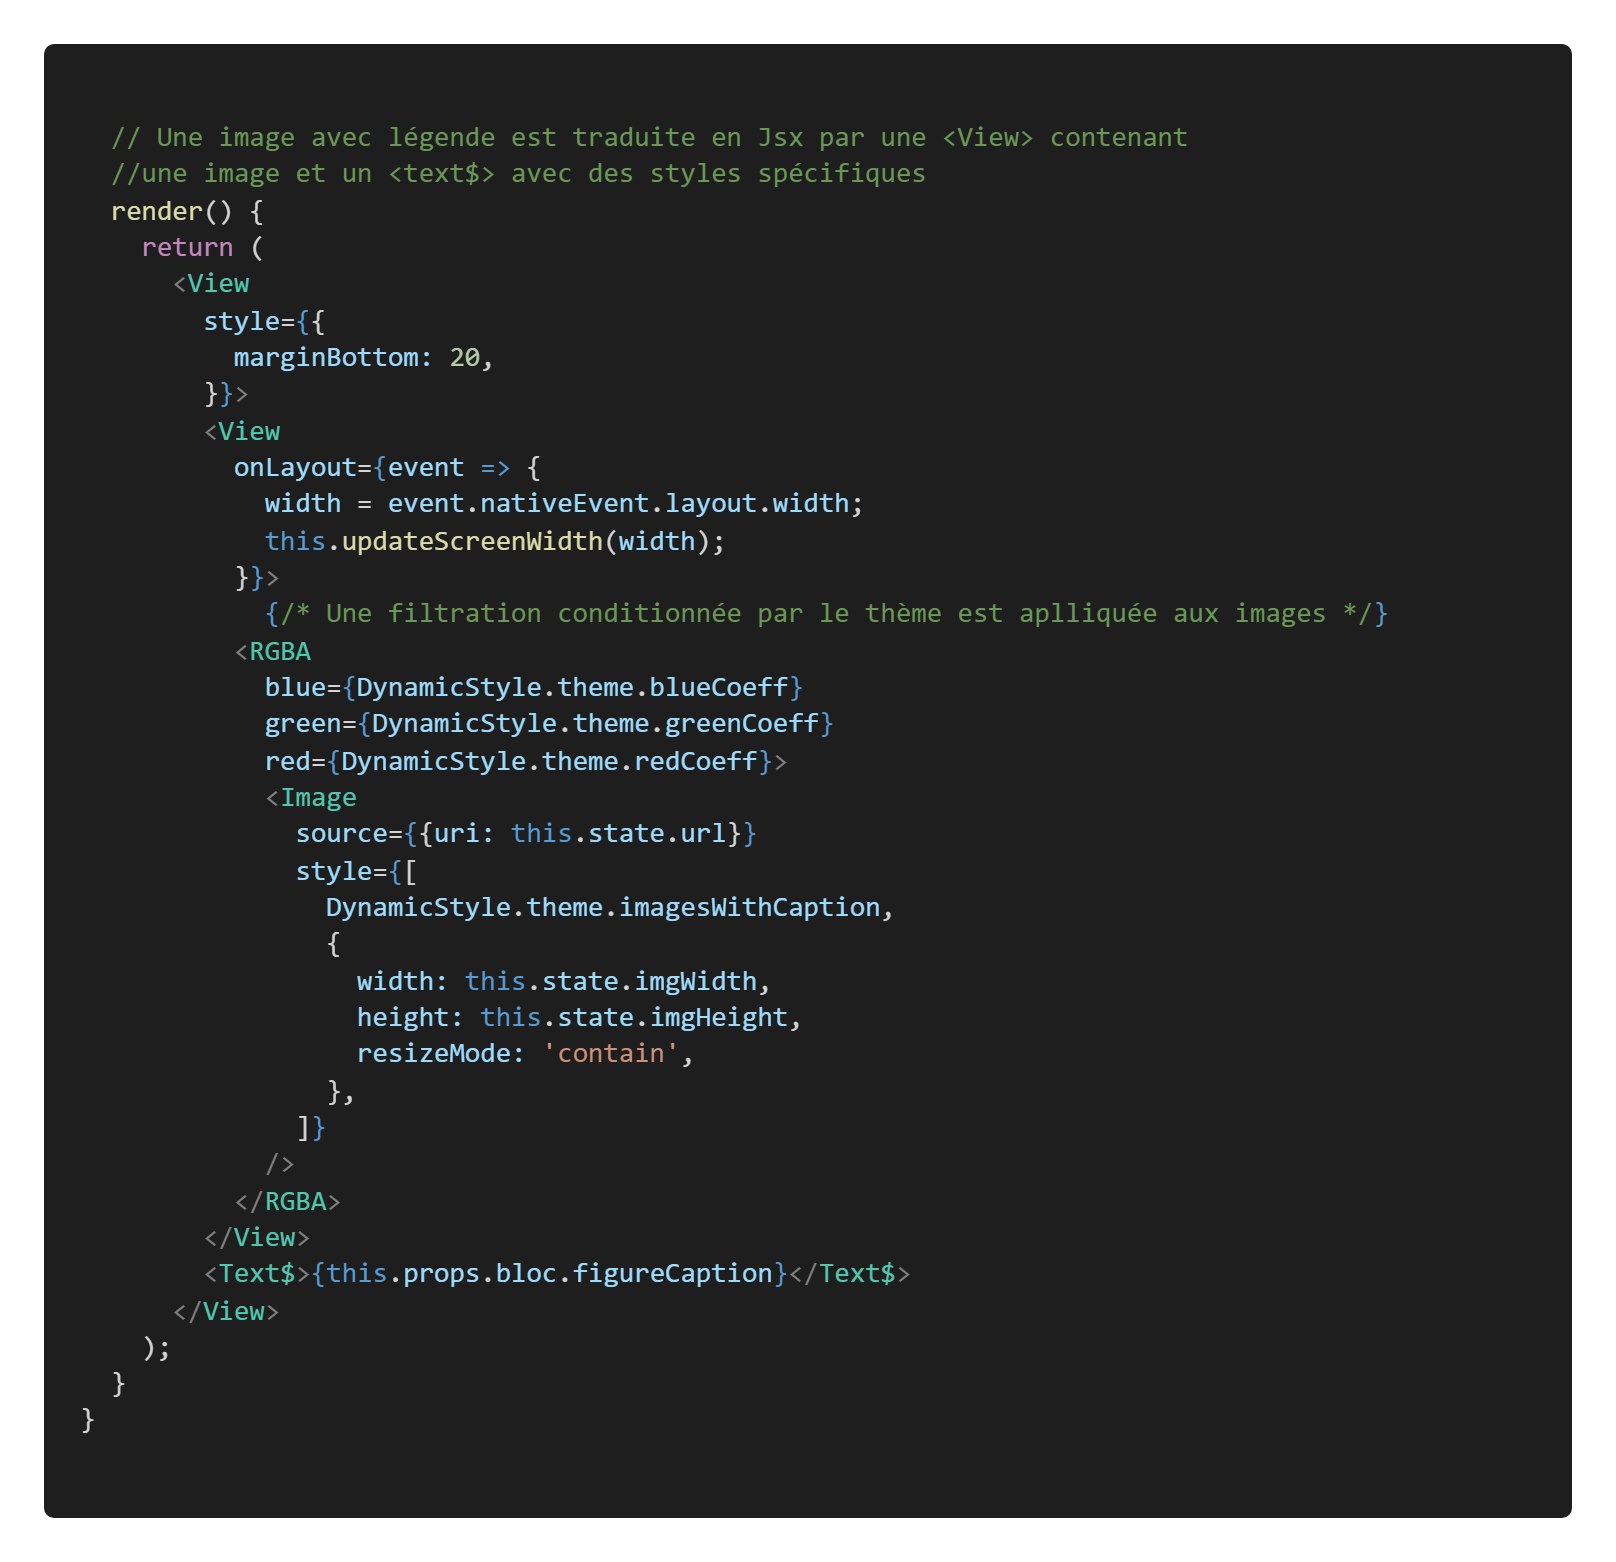 // Une image avec légende est traduite en Jsx par une <View> contenant
//une image et un <text$> avec des styles spécifiques
render() {
return (
<View
style={{
marginBottom: 20,
}}>
<View
onLayout={event => {
width = event.nativeEvent.layout.width;
this.updateScreenWidth(width);
}}>
{/* Une filtration conditionnée par le thème est aplliquée aux images */}
<RGBA
blue={DynamicStyle.theme.blueCoeff}
green={DynamicStyle.theme.greenCoeff}
red={DynamicStyle.theme.redCoeff}>
<Image
source={{uri: this.state.url}}
style={[
DynamicStyle.theme.imagesWithCaption,
{
width: this.state.imgWidth,
height: this.state.imgHeight,
resizeMode: 'contain',
},
]}
/>
</RGBA>
</View>
<Text$>{this.props.bloc.figureCaption}</Text$>
</View>
);
}
}